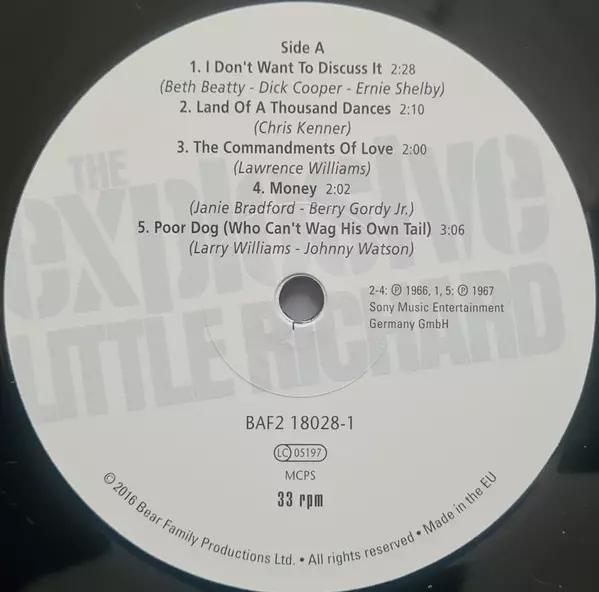 Side A
1. I Don't Want To Discuss It 2:28
(Beth Beatty - Dick Cooper - Ernie Shelby)
2. Land Of A Thousand Dances 2:10
(Chris Kenner)
3. The Commandments Of Love 2:00
(Lawrence Williams)
4. Money 2:02
(Janie Bradford - Berry Gordy Jr.)
5. Poor Dog (Who Can't Wag His Own Tail) 3:06
(Larry Williams - Johnny Watson)
THE
explosive
LITTLE RICHARD
2-4: ℗ 1966, 1, 5: ℗ 1967
Sony Music Entertainment
Germany GmbH
BAF2 18028-1
LC 05197
MCPS
33 rpm
© 2016 Bear Family Productions Ltd. • All rights reserved • Made in the EU